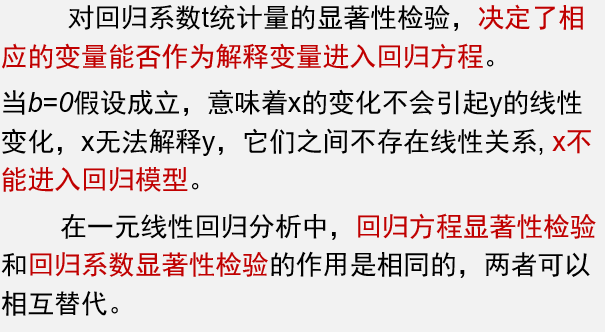 对回归系数t统计量的显著性检验，决定了相
应的变量能否作为解释变量进入回归方程。
当b=0假设成立，意味着x的变化不会引起y的线性
变化，x无法解释y，它们之间不存在线性关系, x不
能进入回归模型。
在一元线性回归分析中，回归方程显著性检验
和回归系数显著性检验的作用是相同的，两者可以
相互替代。